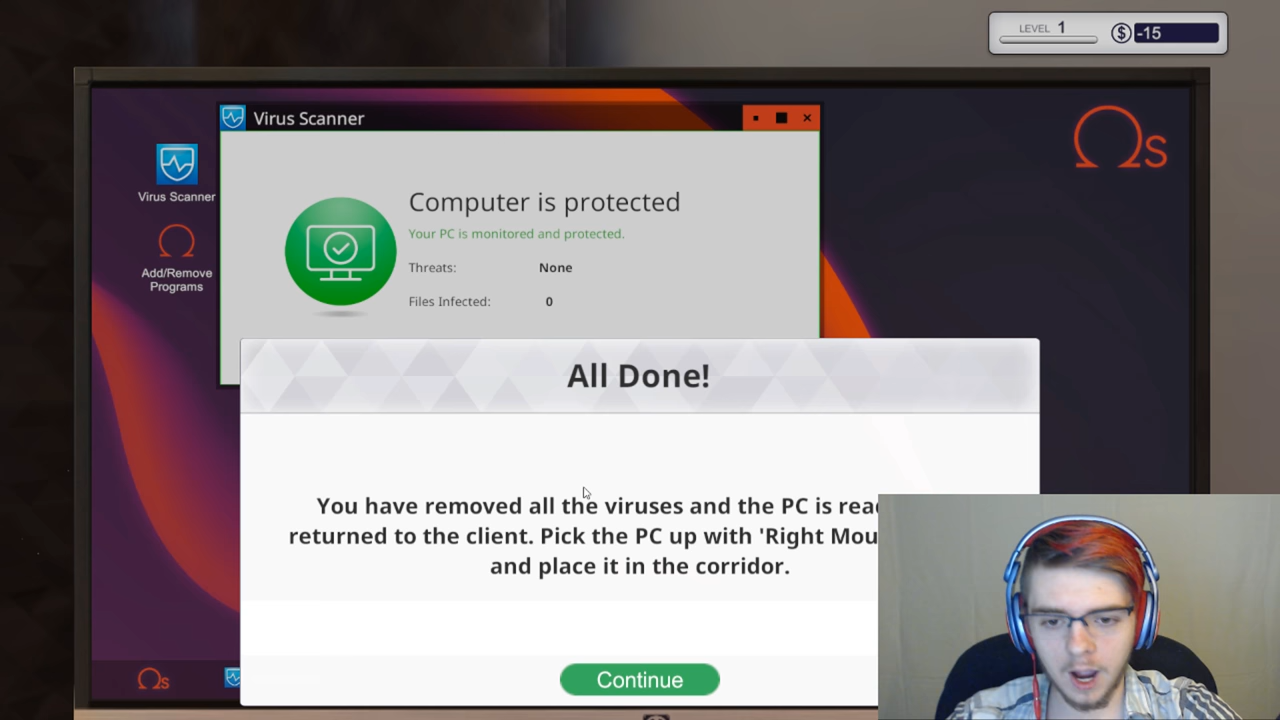 LEVEL 1
$ -15
Virus Scanner
Ωs
Virus Scanner
Computer is protected
Your PC is monitored and protected.
Threats: None
Files Infected: 0
Add/Remove
Programs
All Done!
You have removed all the viruses and the PC is
returned to the client. Pick the PC up with 'Right
and place it in the corridor.
Continue
Ωs